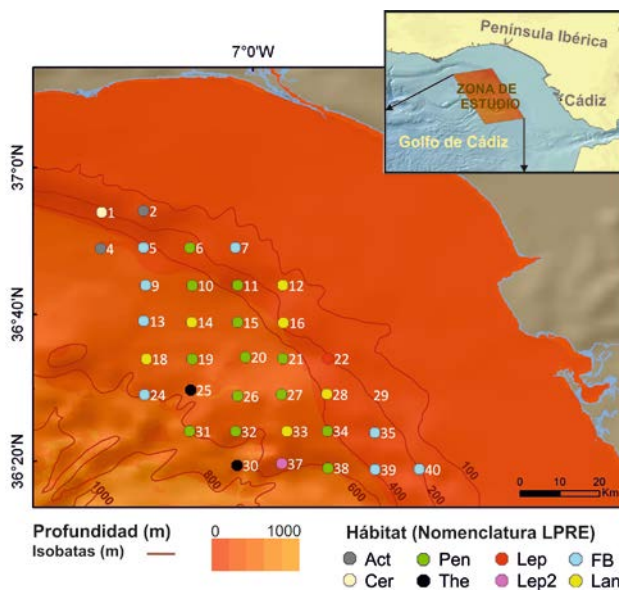 Península Ibérica
ZONA DE
ESTUDIO
Cádiz
Golfo de Cádiz
7°0'W
37°0'N
36°40'N
36°20'N
1 2
4 5 6 7
9 10 11 12
13 14 15 16
18 19 20 21 22
24 25 26 27 28 29
31 32 33 34 35
30 37 38 39 40
1000 800 600 400 200 100
0 10 20
Km
Profundidad (m)
Isobatas (m)
0 1000
Hábitat (Nomenclatura LPRE)
Act Pen Lep FB
Cer The Lep2 Lan